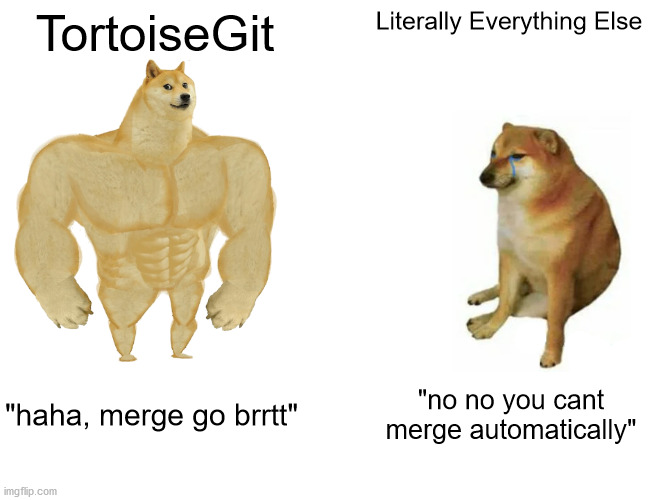 TortoiseGit
Literally Everything Else
"haha, merge go brrtt"
"no no you cant
merge automatically"
imgflip.com